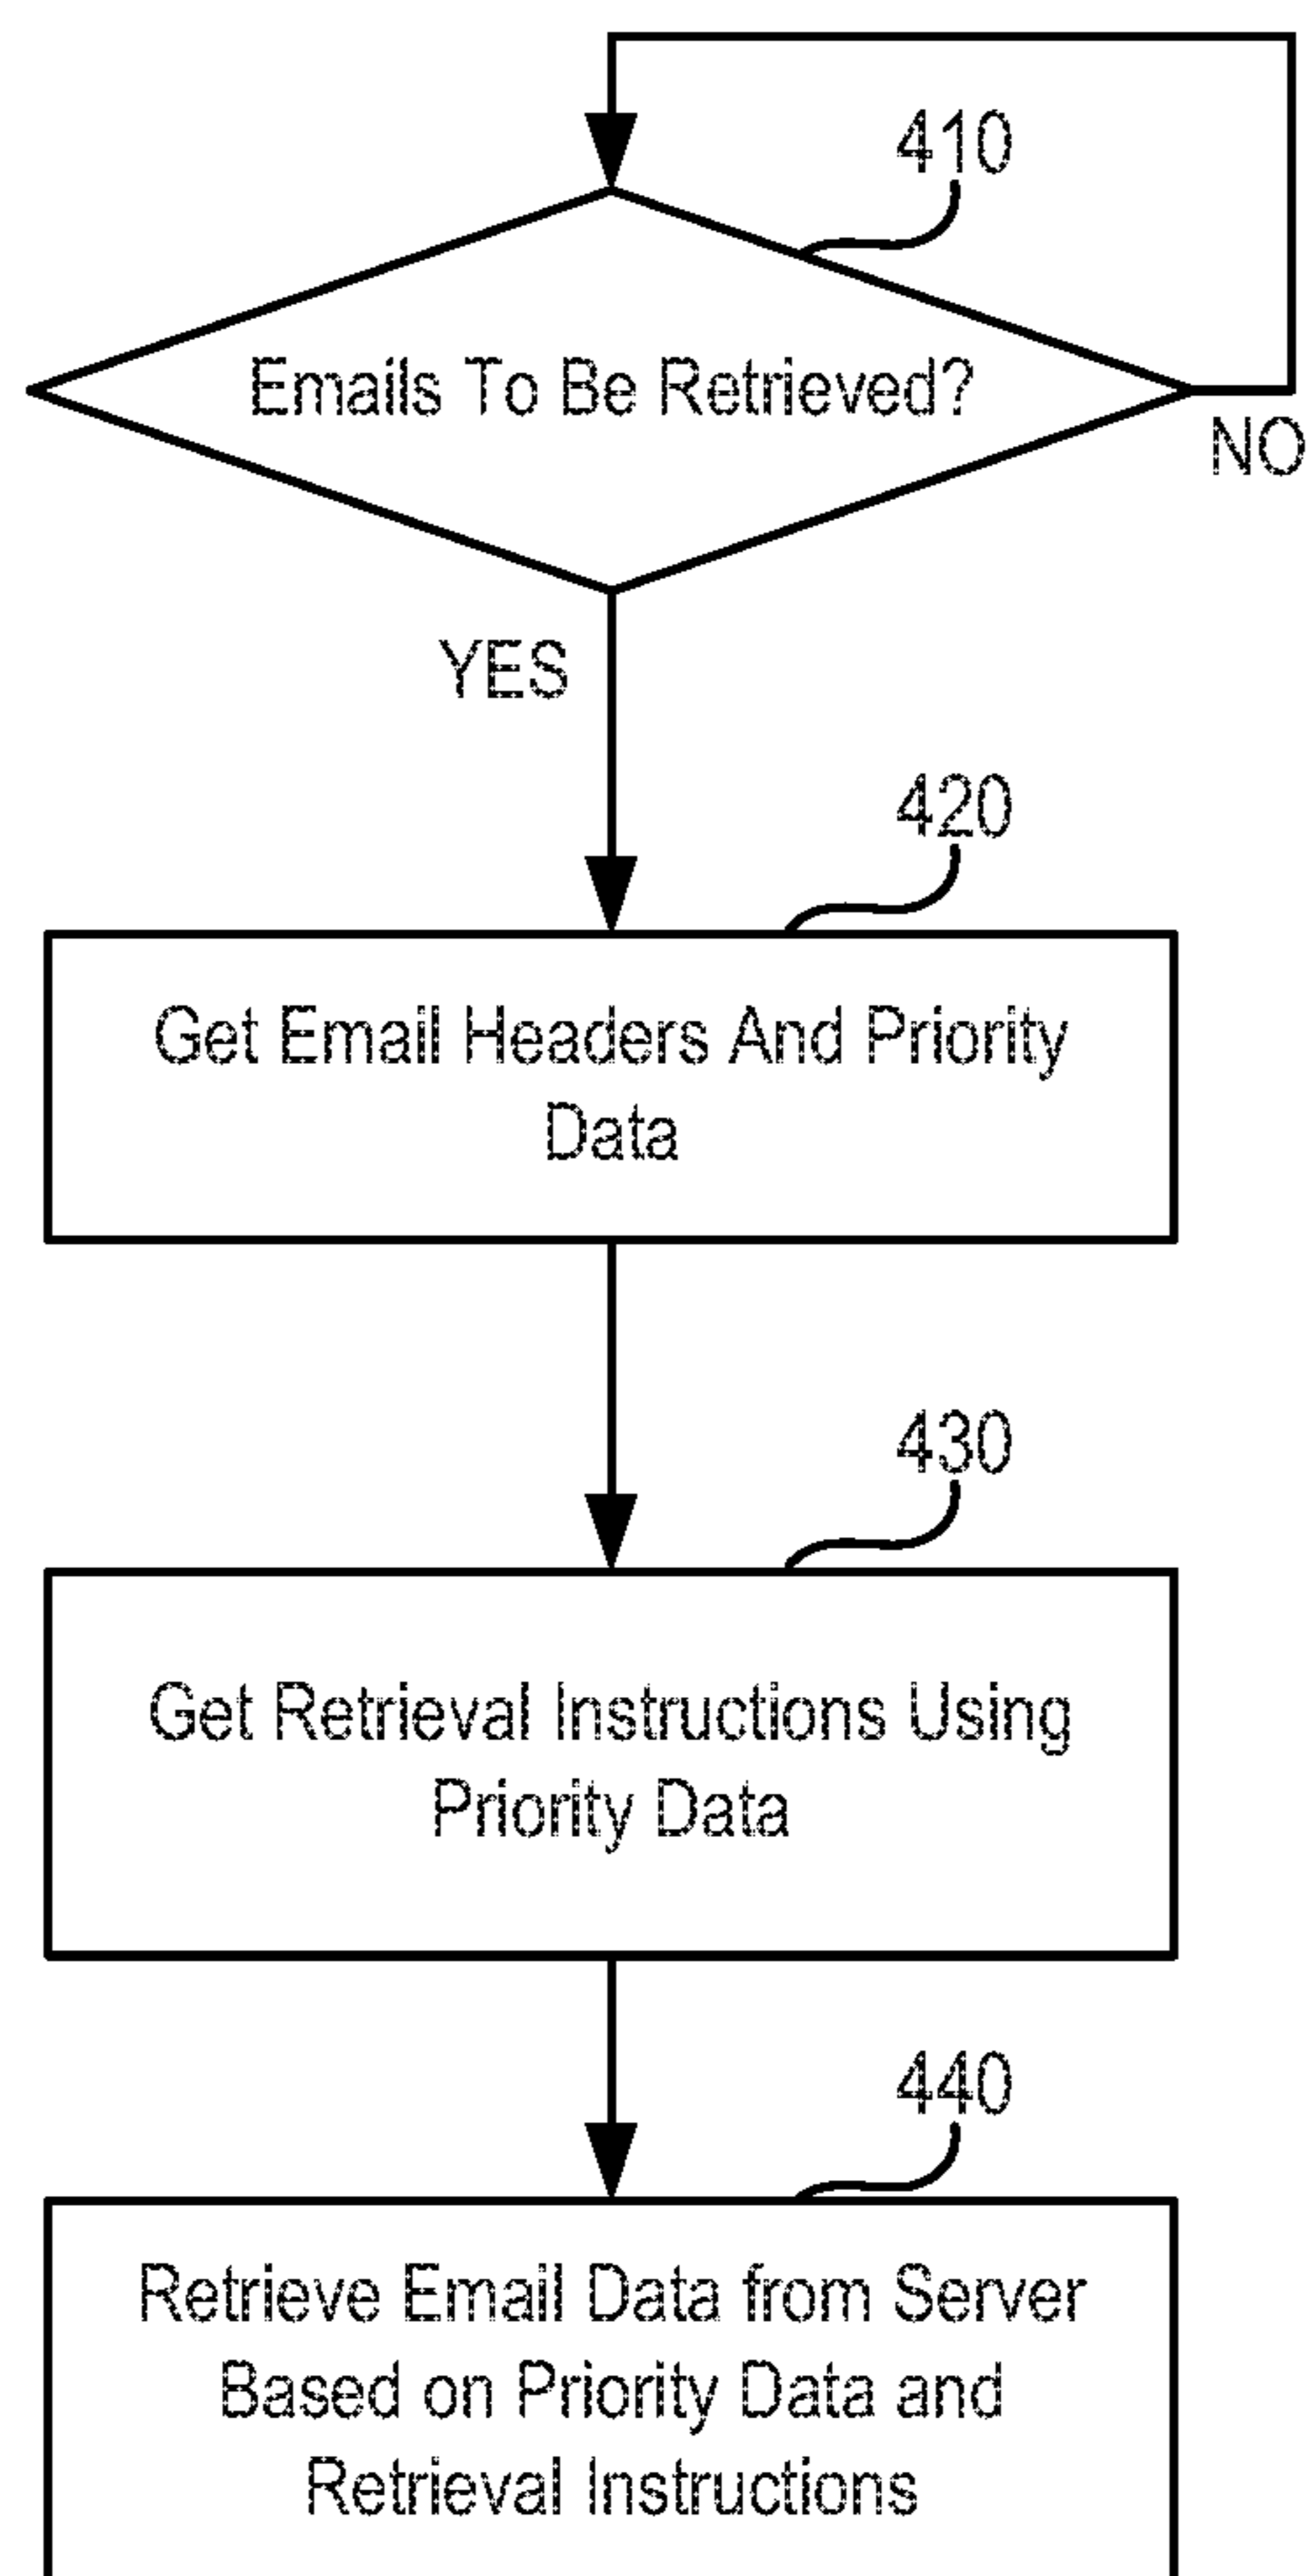 410
Emails To Be Retrieved?
NO
YES
420
Get Email Headers And Priority
Data
430
Get Retrieval Instructions Using
Priority Data
440
Retrieve Email Data from Server
Based on Priority Data and
Retrieval Instructions